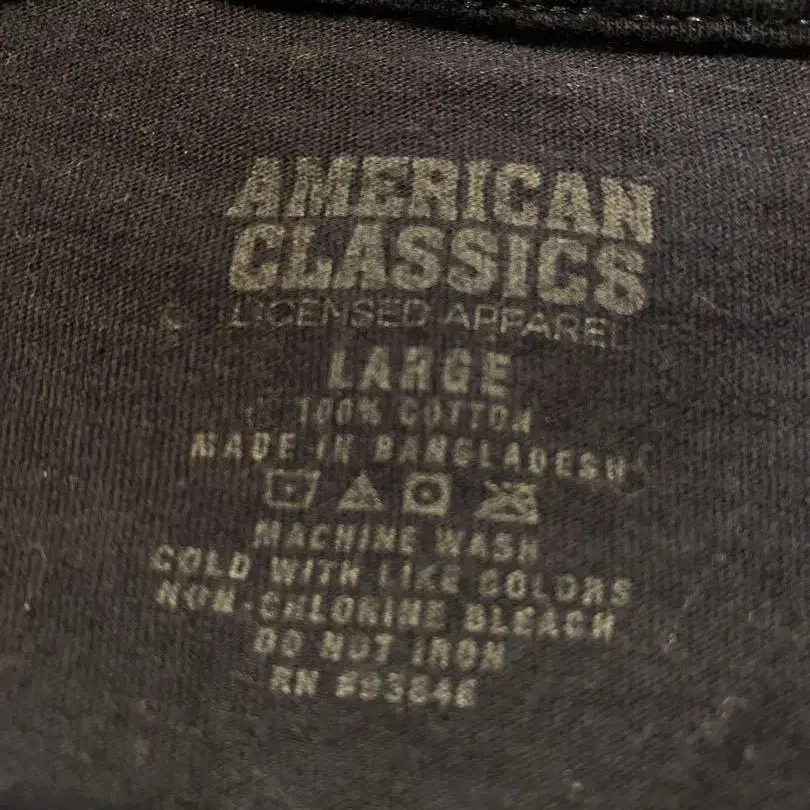 AMERICAN
CLASSICS
LICENSED APPAREL
LARGE
100% COTTON
MADE IN BANGLADESH
MACHINE WASH
COLD WITH LIKE COLORS
NON-CHLORINE BLEACH
DO NOT IRON
RN